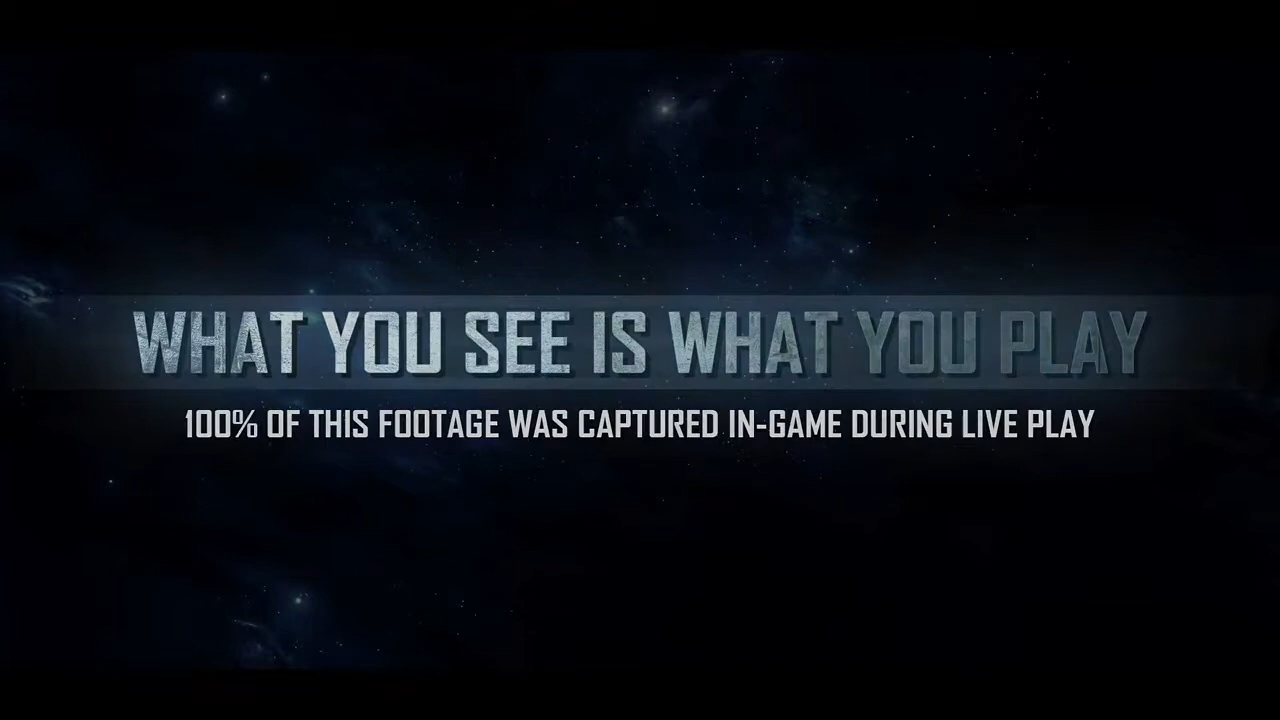 WHAT YOU SEE IS WHAT YOU PLAY
100% OF THIS FOOTAGE WAS CAPTURED IN-GAME DURING LIVE PLAY